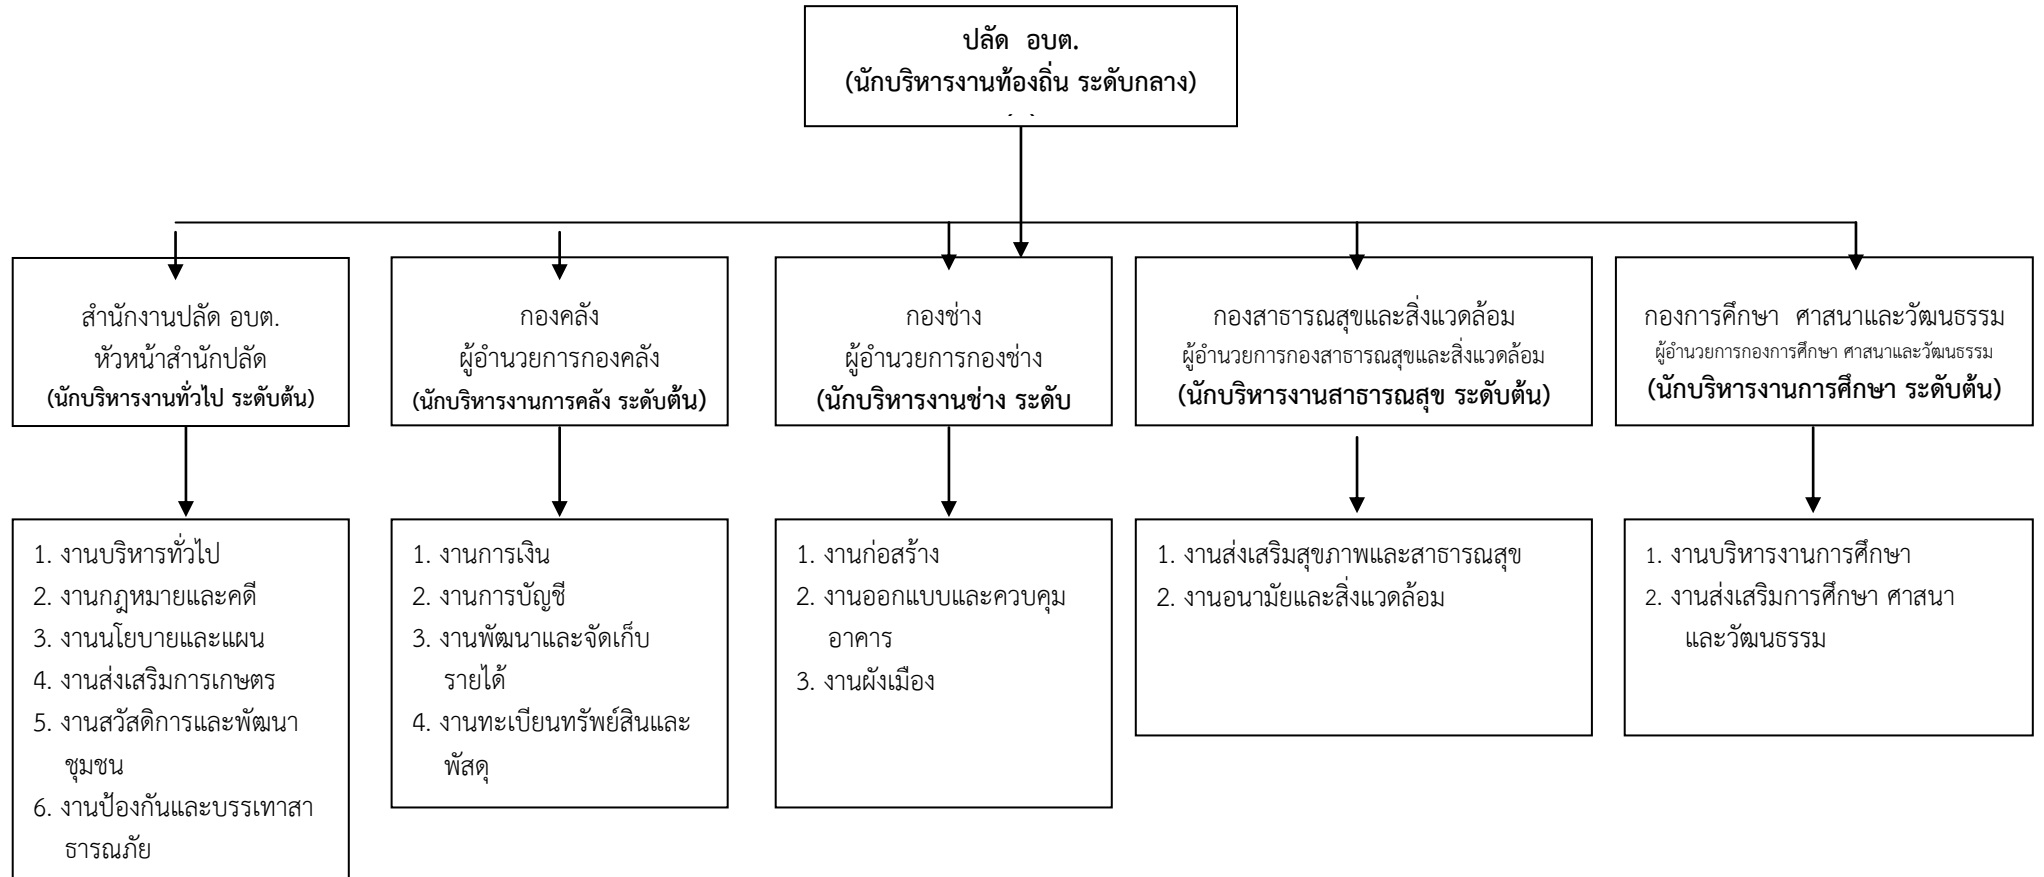 ปลัด อบต.
(นักบริหารงานท้องถิ่น ระดับกลาง)
สำนักงานปลัด อบต.
หัวหน้าสำนักปลัด
(นักบริหารงานทั่วไป ระดับต้น)
กองคลัง
ผู้อำนวยการกองคลัง
(นักบริหารงานการคลัง ระดับต้น)
กองช่าง
ผู้อำนวยการกองช่าง
(นักบริหารงานช่าง ระดับ
กองสาธารณสุขและสิ่งแวดล้อม
ผู้อำนวยการกองสาธารณสุขและสิ่งแวดล้อม
(นักบริหารงานสาธารณสุข ระดับต้น)
กองการศึกษา ศาสนาและวัฒนธรรม
ผู้อำนวยการกองการศึกษา ศาสนาและวัฒนธรรม
(นักบริหารงานการศึกษา ระดับต้น)
1. งานบริหารทั่วไป
2. งานกฎหมายและคดี
3. งานนโยบายและแผน
4. งานส่งเสริมการเกษตร
5. งานสวัสดิการและพัฒนา
ชุมชน
6. งานป้องกันและบรรเทาสา
ธารณภัย
1. งานการเงิน
2. งานการบัญชี
3. งานพัฒนาและจัดเก็บ
รายได้
4. งานทะเบียนทรัพย์สินและ
พัสดุ
1. งานก่อสร้าง
2. งานออกแบบและควบคุม
อาคาร
3. งานผังเมือง
1. งานส่งเสริมสุขภาพและสาธารณสุข
2. งานอนามัยและสิ่งแวดล้อม
1. งานบริหารงานการศึกษา
2. งานส่งเสริมการศึกษา ศาสนา
และวัฒนธรรม